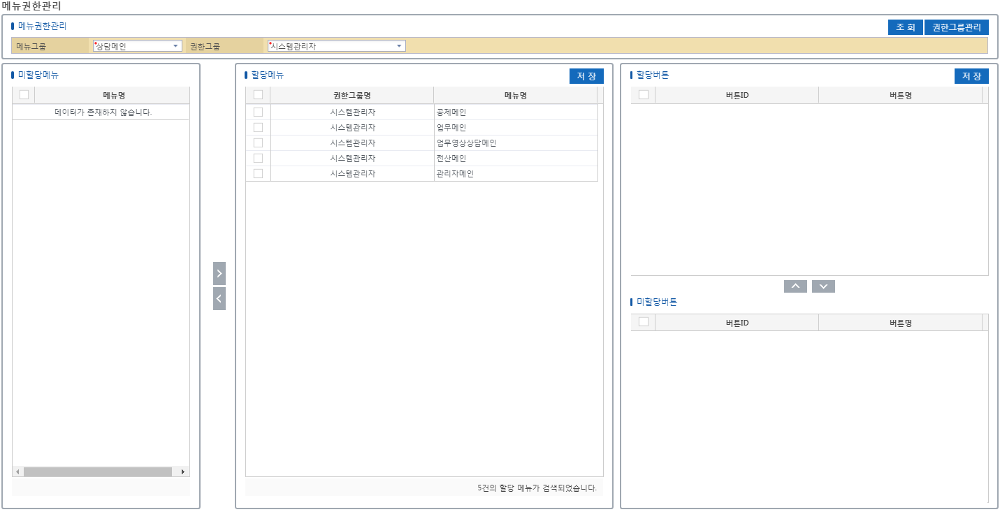 메뉴권한관리
메뉴권한관리 조 회 권한그룹관리
메뉴그룹 *상담메인 권한그룹 *시스템관리자
미할당메뉴
메뉴명
데이터가 존재하지 않습니다.
할당메뉴 저 장
권한그룹명 메뉴명
시스템관리자 공제메인
시스템관리자 업무메인
시스템관리자 업무영상상담메인
시스템관리자 전산메인
시스템관리자 관리자메인
5건의 할당 메뉴가 검색되었습니다.
할당버튼 저 장
버튼ID 버튼명
미할당버튼
버튼ID 버튼명